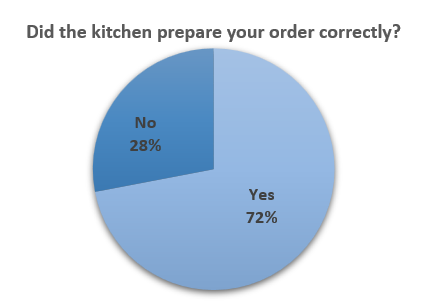 Did the kitchen prepare your order correctly?
No
28%
Yes
72%